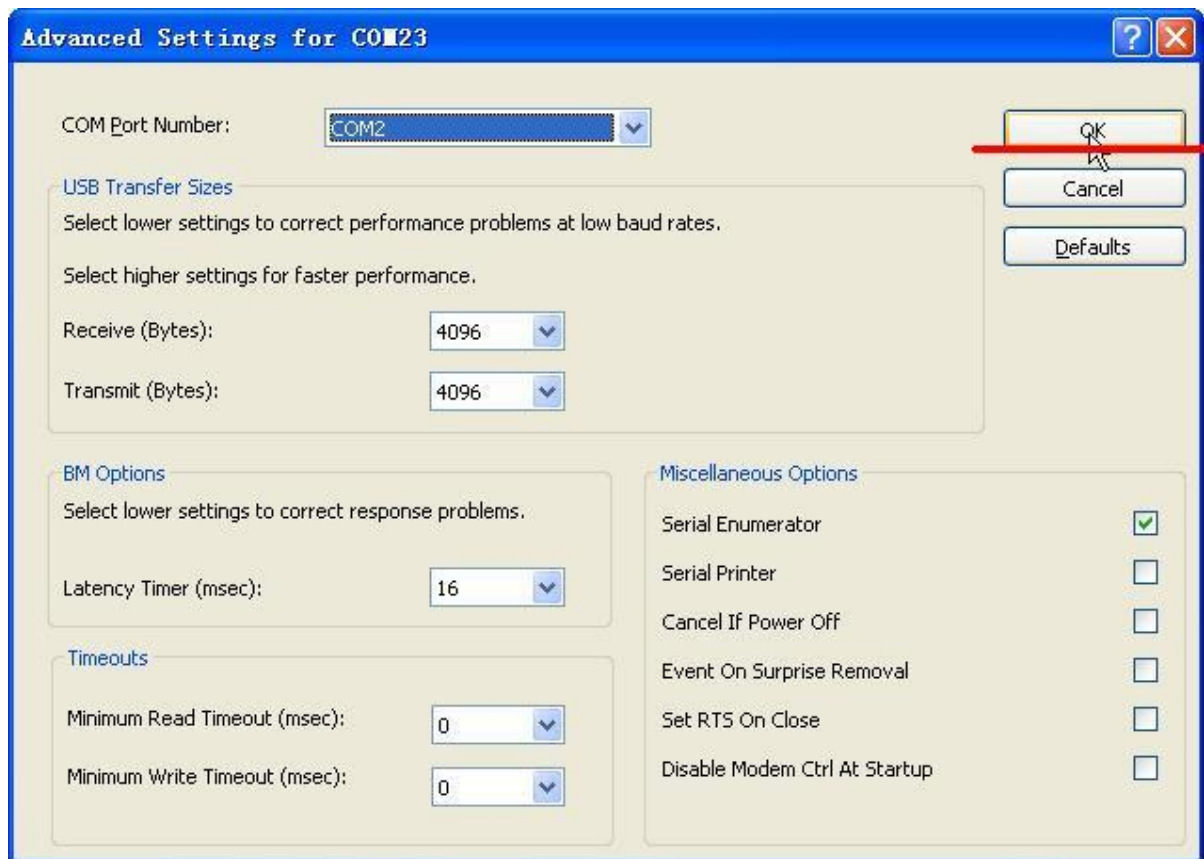 Advanced Settings for COM23
COM Port Number:
COM2
OK
USB Transfer Sizes
Cancel
Select lower settings to correct performance problems at low baud rates.
Defaults
Select higher settings for faster performance.
Receive (Bytes):
4096
Transmit (Bytes):
4096
BM Options
Select lower settings to correct response problems.
Latency Timer (msec):
16
Timeouts
Minimum Read Timeout (msec):
0
Minimum Write Timeout (msec):
0
Miscellaneous Options
Serial Enumerator
Serial Printer
Cancel If Power Off
Event On Surprise Removal
Set RTS On Close
Disable Modem Ctrl At Startup